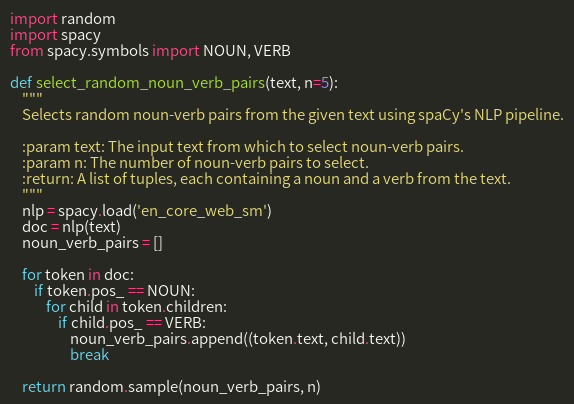 import random
import spacy
from spacy.symbols import NOUN, VERB

def select_random_noun_verb_pairs(text, n=5):
    """
    Selects random noun-verb pairs from the given text using spaCy's NLP pipeline.

    :param text: The input text from which to select noun-verb pairs.
    :param n: The number of noun-verb pairs to select.
    :return: A list of tuples, each containing a noun and a verb from the text.
    """
    nlp = spacy.load('en_core_web_sm')
    doc = nlp(text)
    noun_verb_pairs = []

    for token in doc:
        if token.pos_ == NOUN:
            for child in token.children:
                if child.pos_ == VERB:
                    noun_verb_pairs.append((token.text, child.text))
                    break

    return random.sample(noun_verb_pairs, n)